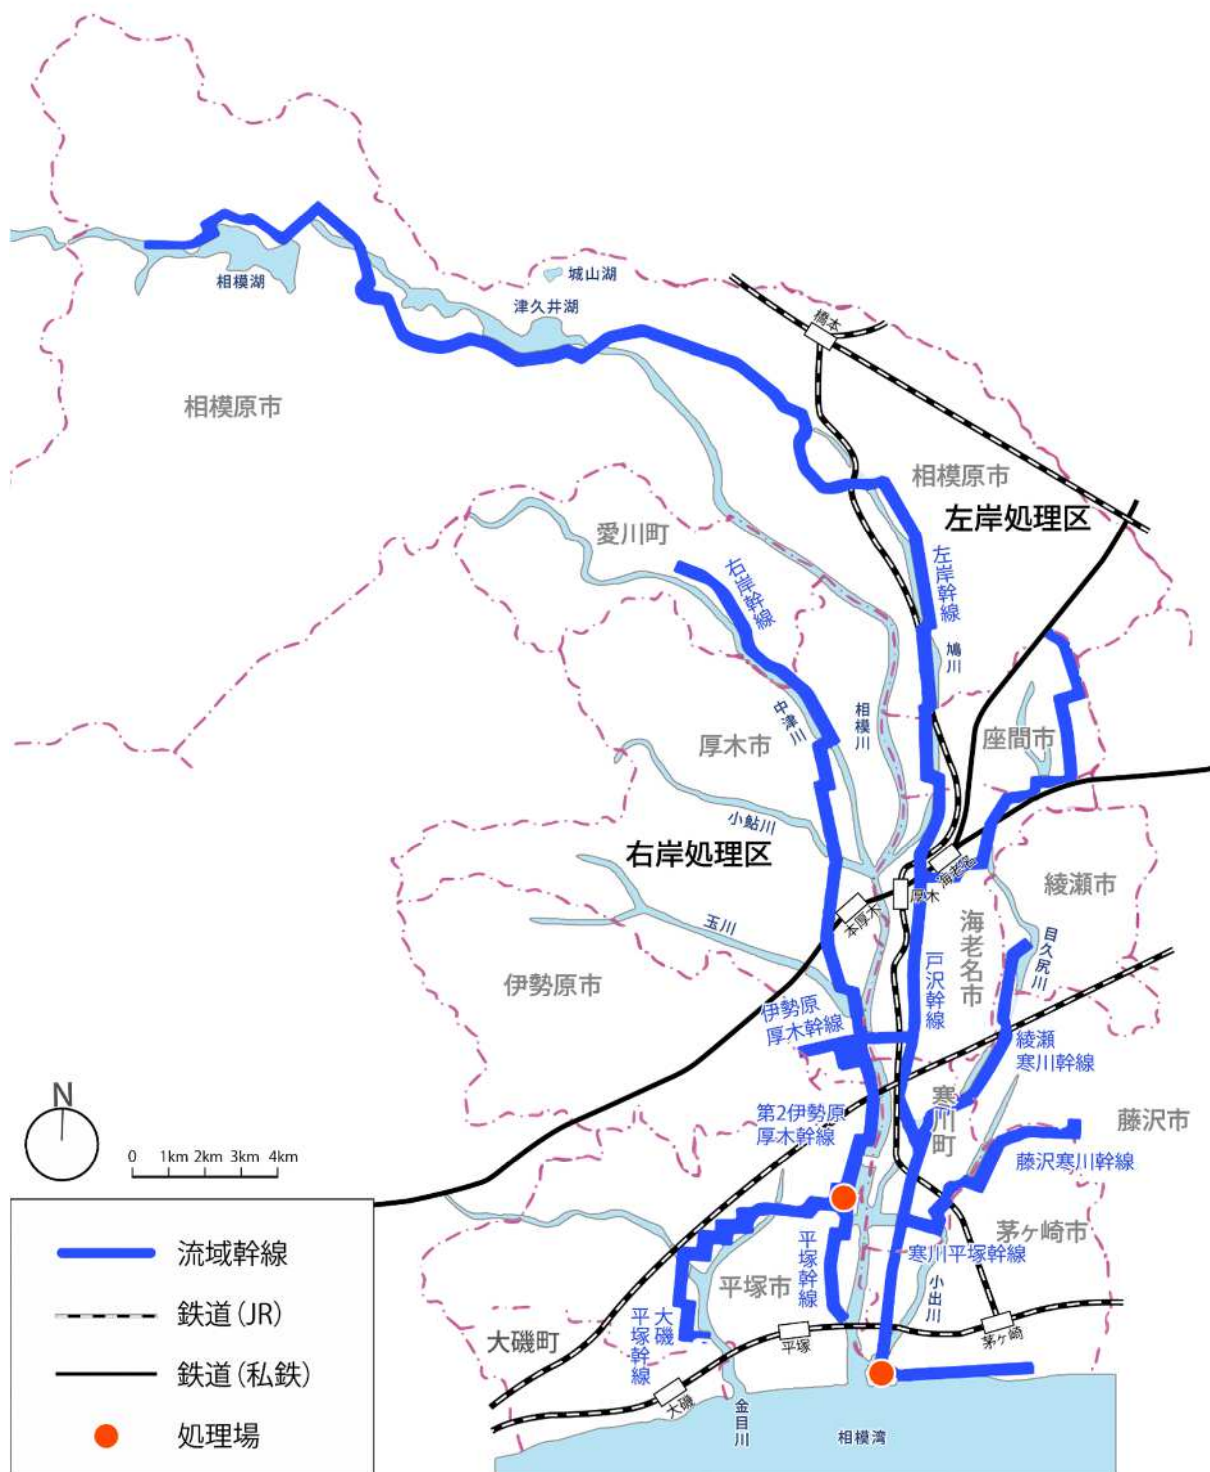 相模湖
城山湖
津久井湖
橋本
相模原市
相模原市
左岸処理区
愛川町
右岸幹線
左岸幹線
鳩川
中津川
相模川
座間市
厚木市
小鮎川
右岸処理区
海老名
厚木
本厚木
綾瀬市
海老名市
目久尻川
玉川
戸沢幹線
伊勢原市
伊勢原
厚木幹線
綾瀬
寒川幹線
寒川町
第2伊勢原
厚木幹線
藤沢市
藤沢寒川幹線
茅ヶ崎市
寒川平塚幹線
平塚幹線
平塚市
小出川
大磯
平塚幹線
大磯町
平塚
茅ヶ崎
大磯
金目川
相模湾
N
0 1km 2km 3km 4km
流域幹線
鉄道(JR)
鉄道(私鉄)
処理場